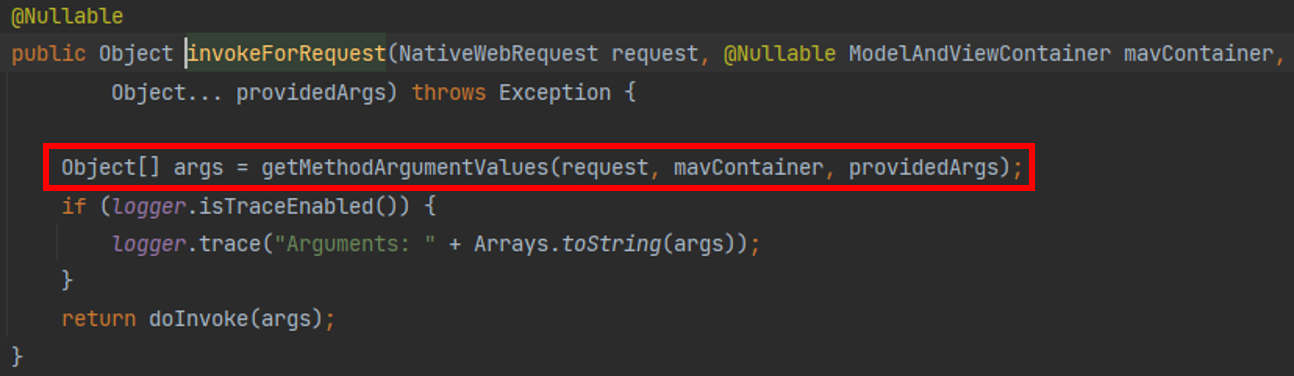 @Nullable
public Object invokeForRequest(NativeWebRequest request, @Nullable ModelAndViewContainer mavContainer,
        Object... providedArgs) throws Exception {
    Object[] args = getMethodArgumentValues(request, mavContainer, providedArgs);
    if (logger.isTraceEnabled()) {
        logger.trace("Arguments: " + Arrays.toString(args));
    }
    return doInvoke(args);
}